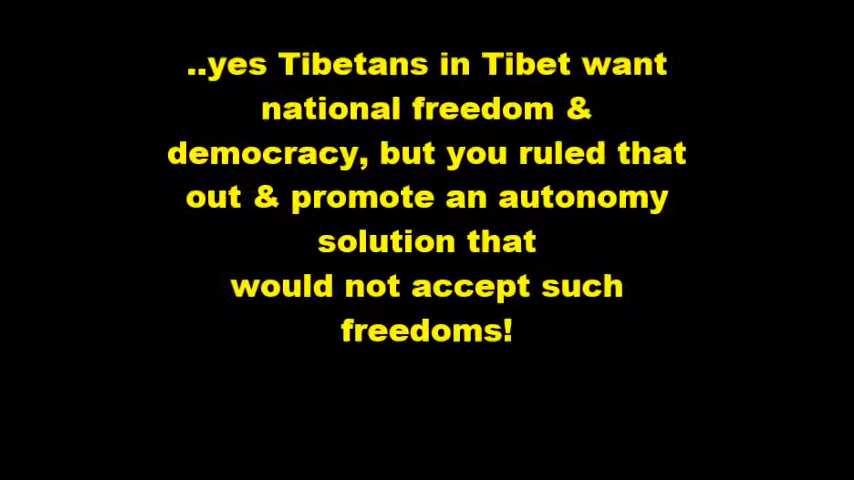 ..yes Tibetans in Tibet want
national freedom &
democracy, but you ruled that
out & promote an autonomy
solution that
would not accept such
freedoms!